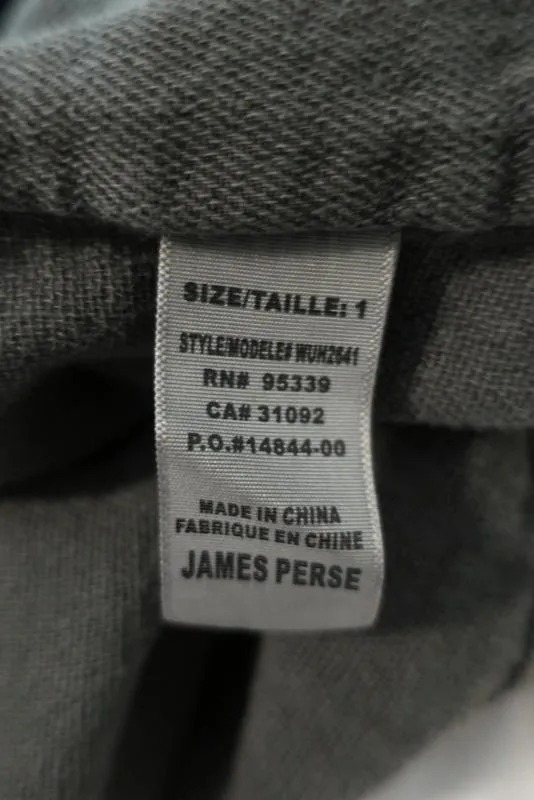 SIZE/TAILLE: 1
STYLE/MODELE# WUH2641
RN# 95339
CA# 31092
P.O.#14844-00
MADE IN CHINA
FABRIQUE EN CHINE
JAMES PERSE